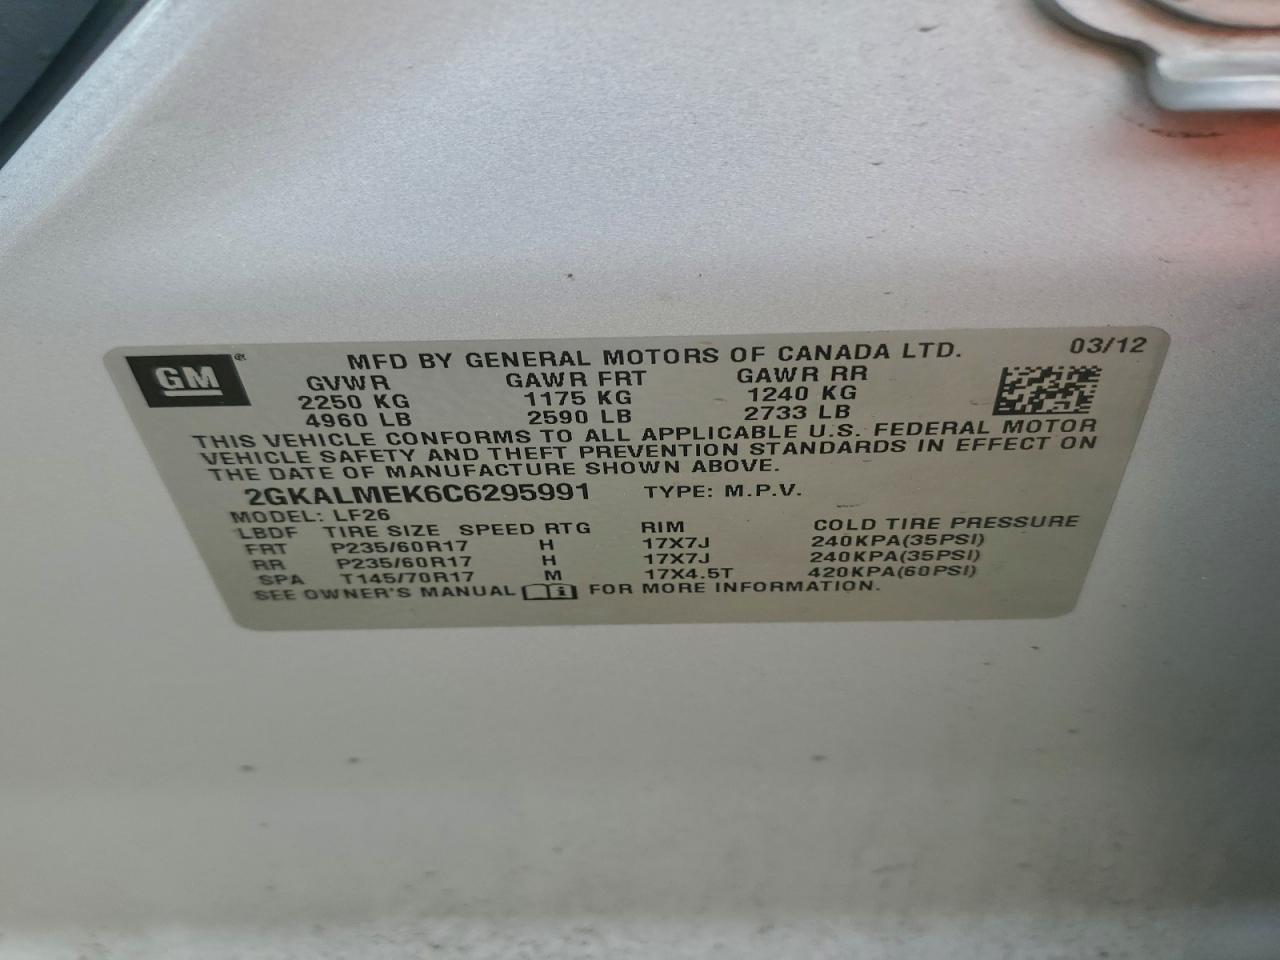 GM ® MFD BY GENERAL MOTORS OF CANADA LTD. 03/12
GVWR GAWR FRT GAWR RR
2250 KG 1175 KG 1240 KG
4960 LB 2590 LB 2733 LB
THIS VEHICLE CONFORMS TO ALL APPLICABLE U.S. FEDERAL MOTOR
VEHICLE SAFETY AND THEFT PREVENTION STANDARDS IN EFFECT ON
THE DATE OF MANUFACTURE SHOWN ABOVE.
2GKALMEK6C6295991 TYPE: M.P.V.
MODEL: LF26
LBDF TIRE SIZE SPEED RTG RIM COLD TIRE PRESSURE
FRT P235/60R17 H 17X7J 240KPA(35PSI)
RR P235/60R17 H 17X7J 240KPA(35PSI)
SPA T145/70R17 M 17X4.5T 420KPA(60PSI)
SEE OWNER'S MANUAL FOR MORE INFORMATION.